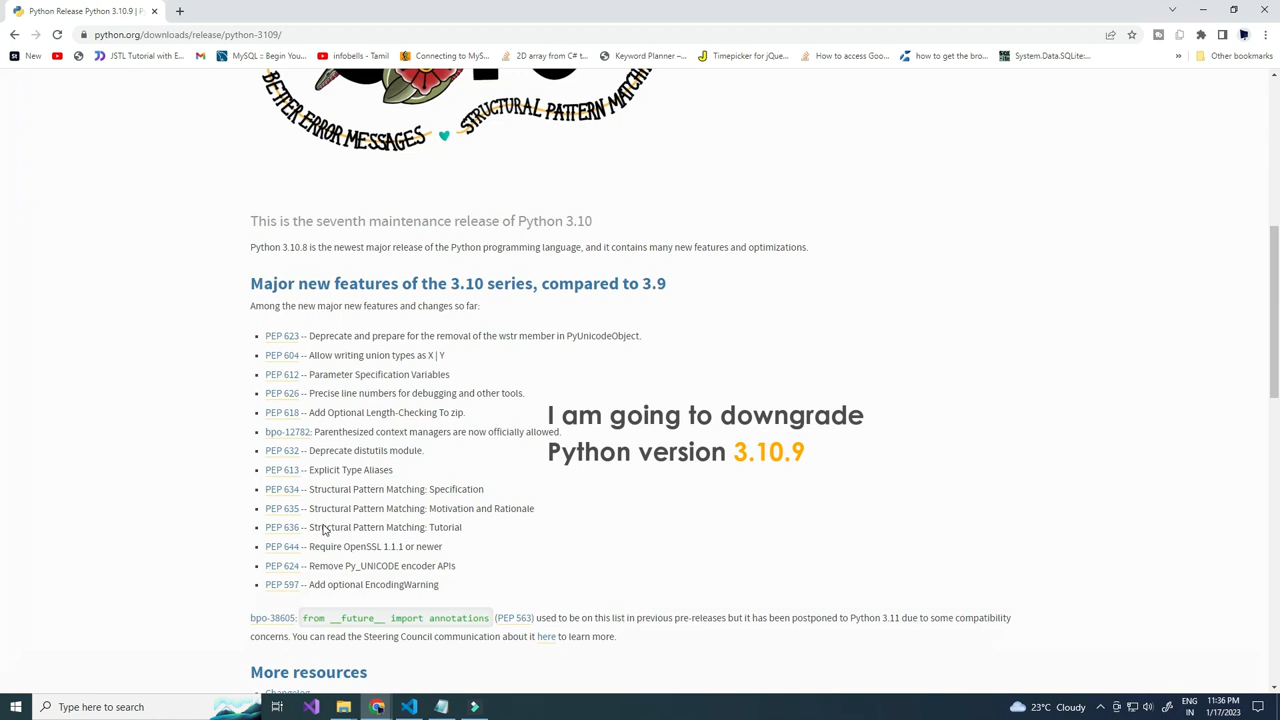 Python Release Python 3.10.9 | P
python.org/downloads/release/python-3109/
New
JSTL Tutorial with E...
MySQL :: Begin You...
infobells - Tamil
Connecting to MyS...
2D array from C# t...
Keyword Planner –...
Timepicker for jQue...
How to access Goo...
how to get the bro...
System.Data.SQLite:...
»
Other bookmarks
BETTER ERROR MESSAGES
STRUCTURAL PATTERN MATCHI
This is the seventh maintenance release of Python 3.10
Python 3.10.8 is the newest major release of the Python programming language, and it contains many new features and optimizations.
Major new features of the 3.10 series, compared to 3.9
Among the new major new features and changes so far:
PEP 623 -- Deprecate and prepare for the removal of the wstr member in PyUnicodeObject.
PEP 604 -- Allow writing union types as X | Y
PEP 612 -- Parameter Specification Variables
PEP 626 -- Precise line numbers for debugging and other tools.
PEP 618 -- Add Optional Length-Checking To zip.
bpo-12782: Parenthesized context managers are now officially allowed.
PEP 632 -- Deprecate distutils module.
PEP 613 -- Explicit Type Aliases
PEP 634 -- Structural Pattern Matching: Specification
PEP 635 -- Structural Pattern Matching: Motivation and Rationale
PEP 636 -- Structural Pattern Matching: Tutorial
PEP 644 -- Require OpenSSL 1.1.1 or newer
PEP 624 -- Remove Py_UNICODE encoder APIs
PEP 597 -- Add optional EncodingWarning
I am going to downgrade
Python version 3.10.9
bpo-38605: from __future__ import annotations (PEP 563) used to be on this list in previous pre-releases but it has been postponed to Python 3.11 due to some compatibility
concerns. You can read the Steering Council communication about it here to learn more.
More resources
Changelog
Type here to search
23°C Cloudy
ENG
IN
11:36 PM
1/17/2023